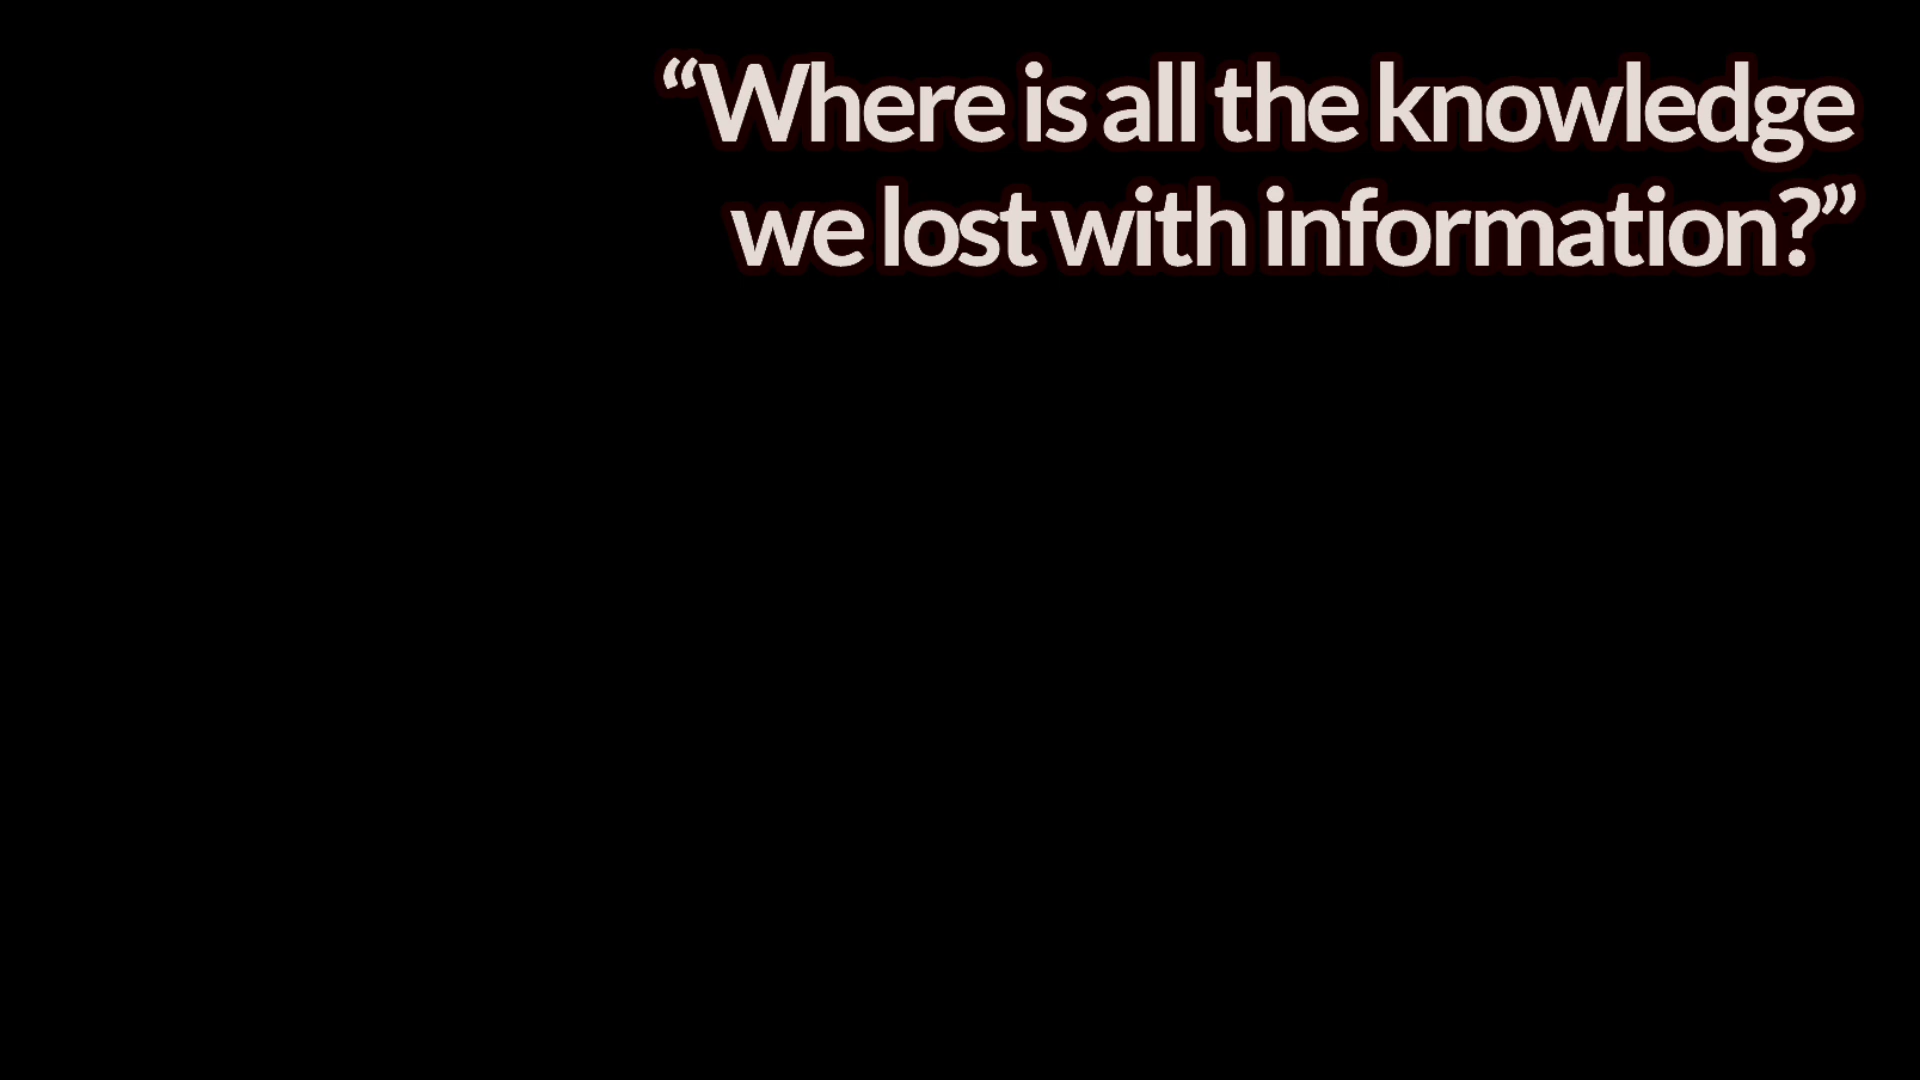 “Where is all the knowledge
we lost with information?”